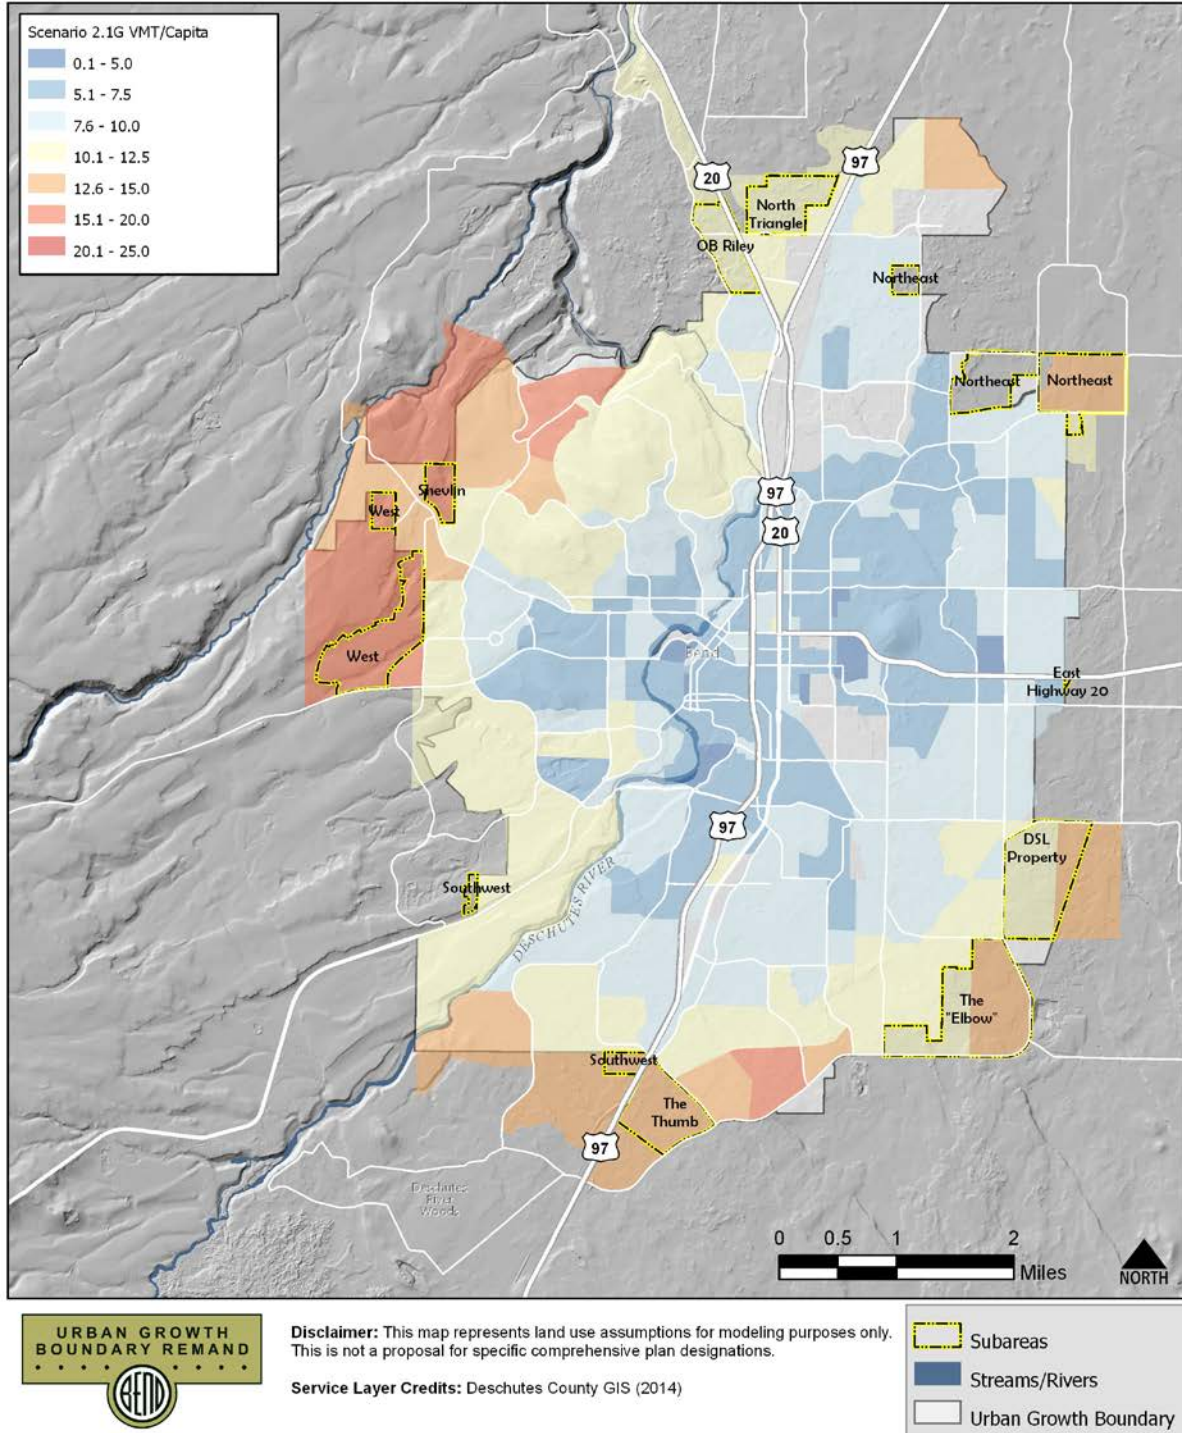 Scenario 2.1G VMT/Capita
0.1 - 5.0
5.1 - 7.5
7.6 - 10.0
10.1 - 12.5
12.6 - 15.0
15.1 - 20.0
20.1 - 25.0
20
97
North
Triangle
OB Riley
Northeast
Northeast
Northeast
Shevlin
West
97
20
West
Bend
East
Highway 20
97
DSL
Property
Southwest
DESCHUTES RIVER
The
"Elbow"
Southwest
The
Thumb
97
Deschutes
River
Woods
0 0.5 1 2
Miles
NORTH
URBAN GROWTH
BOUNDARY REMAND
BEND
Disclaimer: This map represents land use assumptions for modeling purposes only.
This is not a proposal for specific comprehensive plan designations.
Service Layer Credits: Deschutes County GIS (2014)
Subareas
Streams/Rivers
Urban Growth Boundary